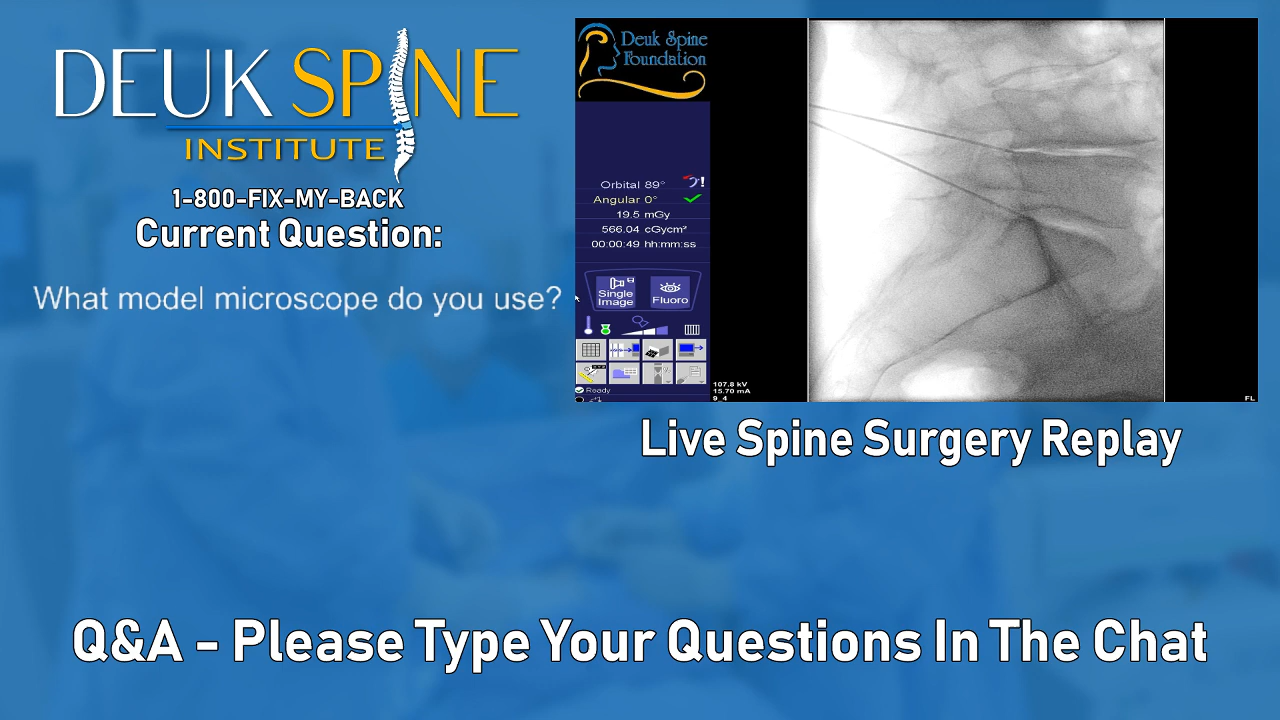 DEUK SPINE
INSTITUTE
1-800-FIX-MY-BACK
Current Question:
What model microscope do you use?
Deuk Spine
Foundation
Orbital 89°
Angular 0°
19.5 mGy
566.04 cGycm²
00:00:49 hh:mm:ss
Single
Image
Fluoro
Ready
107.8 kV
15.70 mA
9_4
FL
Live Spine Surgery Replay
Q&A - Please Type Your Questions In The Chat